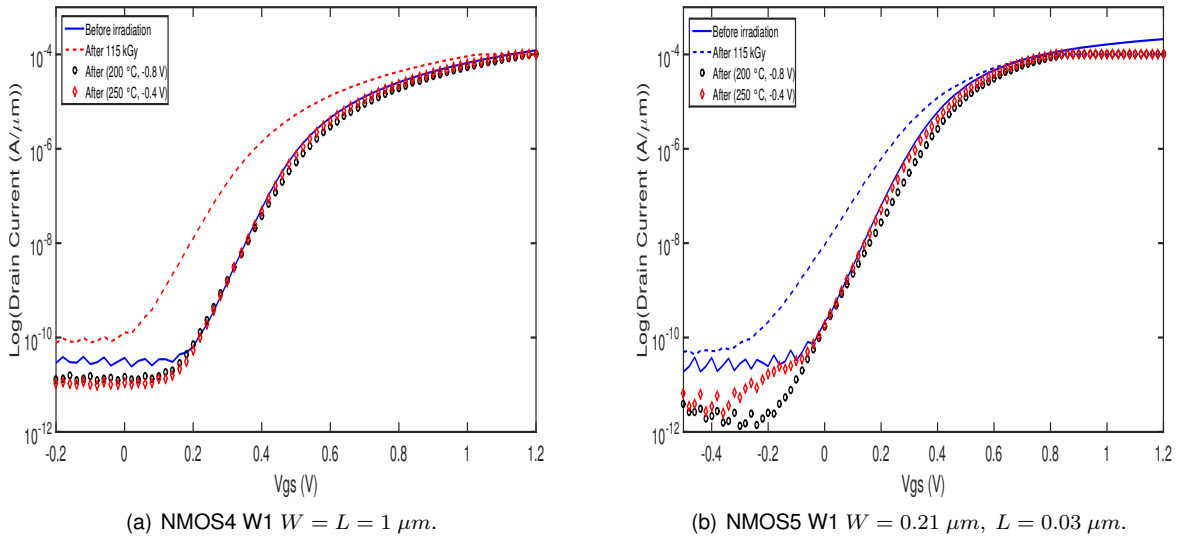 Before irradiation
After 115 kGy
After (200 °C, -0.8 V)
After (250 °C, -0.4 V)
Log(Drain Current (A/μm))
10^-4
10^-6
10^-8
10^-10
10^-12
-0.2 0 0.2 0.4 0.6 0.8 1 1.2
Vgs (V)
(a) NMOS4 W1 W = L = 1 μm.
Before irradiation
After 115 kGy
After (200 °C, -0.8 V)
After (250 °C, -0.4 V)
Log(Drain Current (A/μm))
10^-4
10^-6
10^-8
10^-10
10^-12
-0.4 -0.2 0 0.2 0.4 0.6 0.8 1 1.2
Vgs (V)
(b) NMOS5 W1 W = 0.21 μm, L = 0.03 μm.